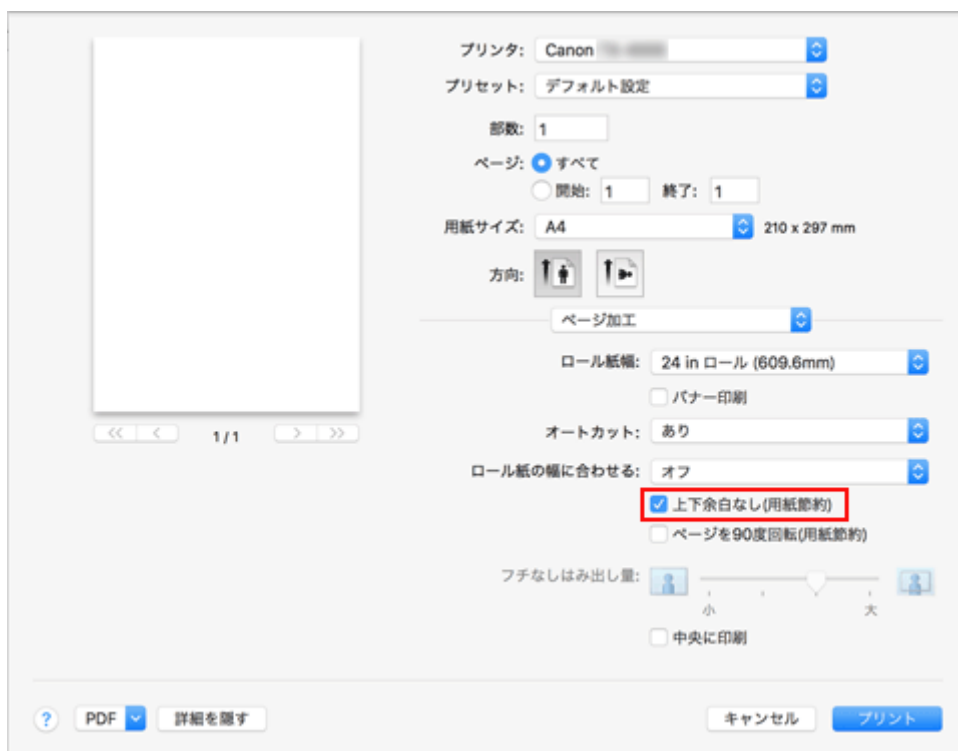 プリンタ: Canon
プリセット: デフォルト設定
部数: 1
ページ: すべて
開始: 1 終了: 1
用紙サイズ: A4 210 x 297 mm
方向:
ページ加工
ロール紙幅: 24 in ロール (609.6mm)
バナー印刷
オートカット: あり
ロール紙の幅に合わせる: オフ
上下余白なし(用紙節約)
ページを90度回転(用紙節約)
フチなしはみ出し量:
小 大
中央に印刷
<< < 1 / 1 > >>
? PDF 詳細を隠す キャンセル プリント